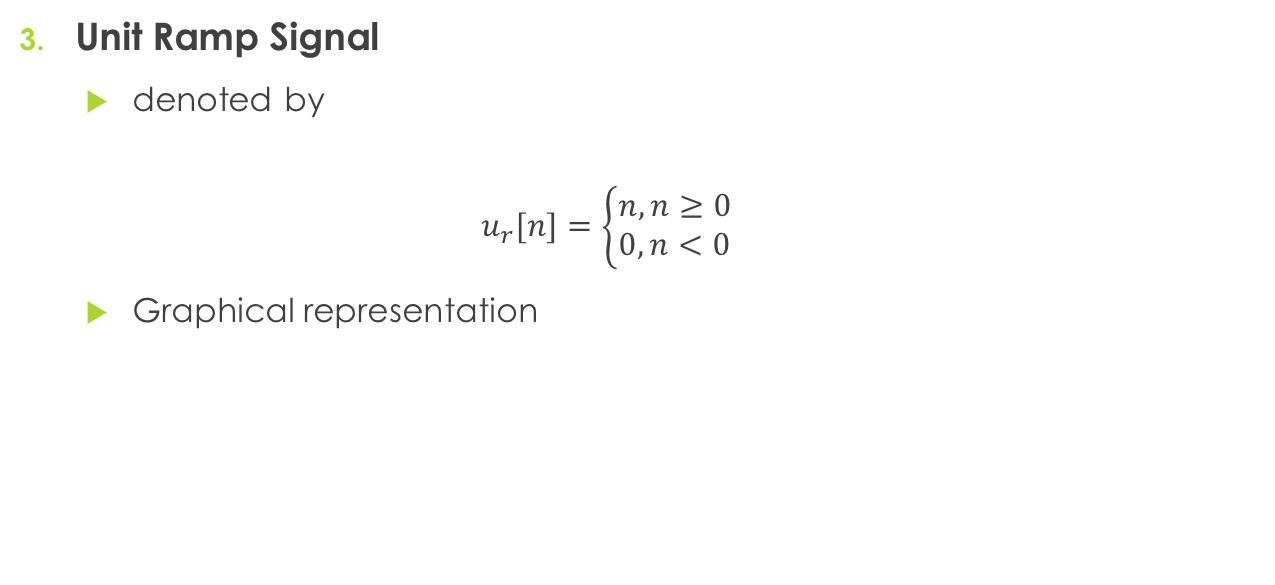 3. Unit Ramp Signal
▶ denoted by
u_r[n] = {n, n ≥ 0
0, n < 0
▶ Graphical representation